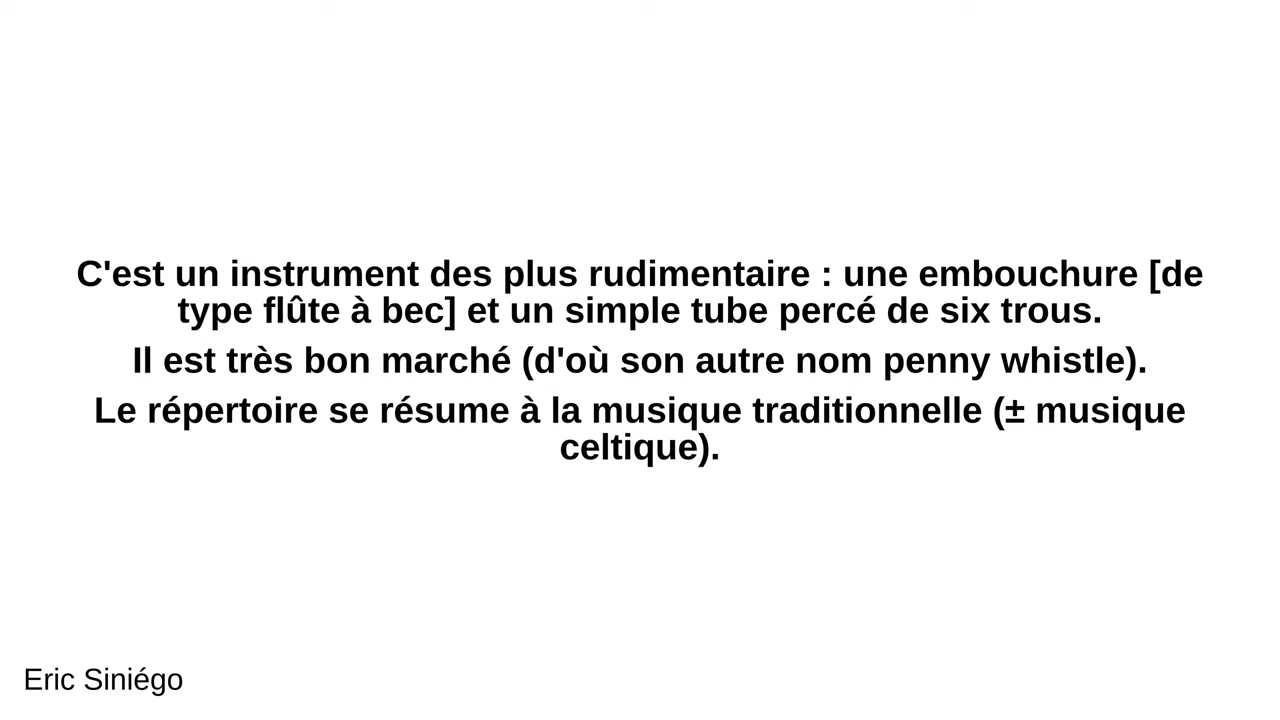 C'est un instrument des plus rudimentaire : une embouchure [de
type flûte à bec] et un simple tube percé de six trous.
Il est très bon marché (d'où son autre nom penny whistle).
Le répertoire se résume à la musique traditionnelle (± musique
celtique).
Eric Siniégo